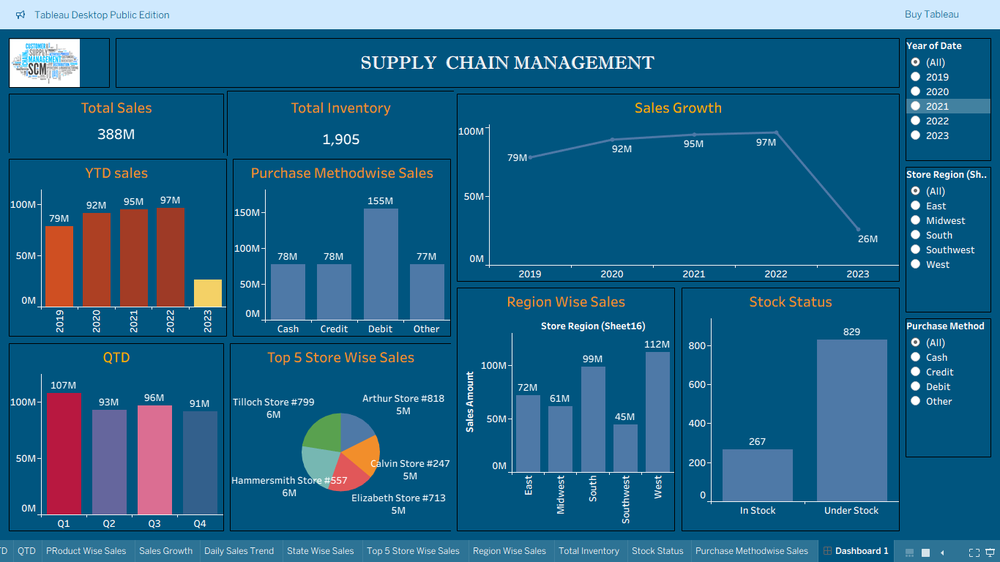 Tableau Desktop Public Edition
Buy Tableau
CUSTOMER
SUPPLY
MANAGEMENT
CHAIN
SCM
SUPPLY CHAIN MANAGEMENT
Total Sales
388M
Total Inventory
1,905
Sales Growth
100M
50M
0M
79M
92M
95M
97M
26M
2019
2020
2021
2022
2023
YTD sales
100M
50M
0M
79M
92M
95M
97M
2019
2020
2021
2022
2023
Purchase Methodwise Sales
150M
100M
50M
0M
78M
78M
155M
77M
Cash
Credit
Debit
Other
QTD
100M
50M
0M
107M
93M
96M
91M
Q1
Q2
Q3
Q4
Top 5 Store Wise Sales
Tilloch Store #799
6M
Arthur Store #818
5M
Calvin Store #247
5M
Hammersmith Store #557
6M
Elizabeth Store #713
5M
Region Wise Sales
Store Region (Sheet16)
Sales Amount
100M
50M
0M
72M
61M
99M
45M
112M
East
Midwest
South
Southwest
West
Stock Status
800
600
400
200
0
267
829
In Stock
Under Stock
Year of Date
(All)
2019
2020
2021
2022
2023
Store Region (Sh..
(All)
East
Midwest
South
Southwest
West
Purchase Method
(All)
Cash
Credit
Debit
Other
TD
QTD
PRoduct Wise Sales
Sales Growth
Daily Sales Trend
State Wise Sales
Top 5 Store Wise Sales
Region Wise Sales
Total Inventory
Stock Status
Purchase Methodwise Sales
Dashboard 1